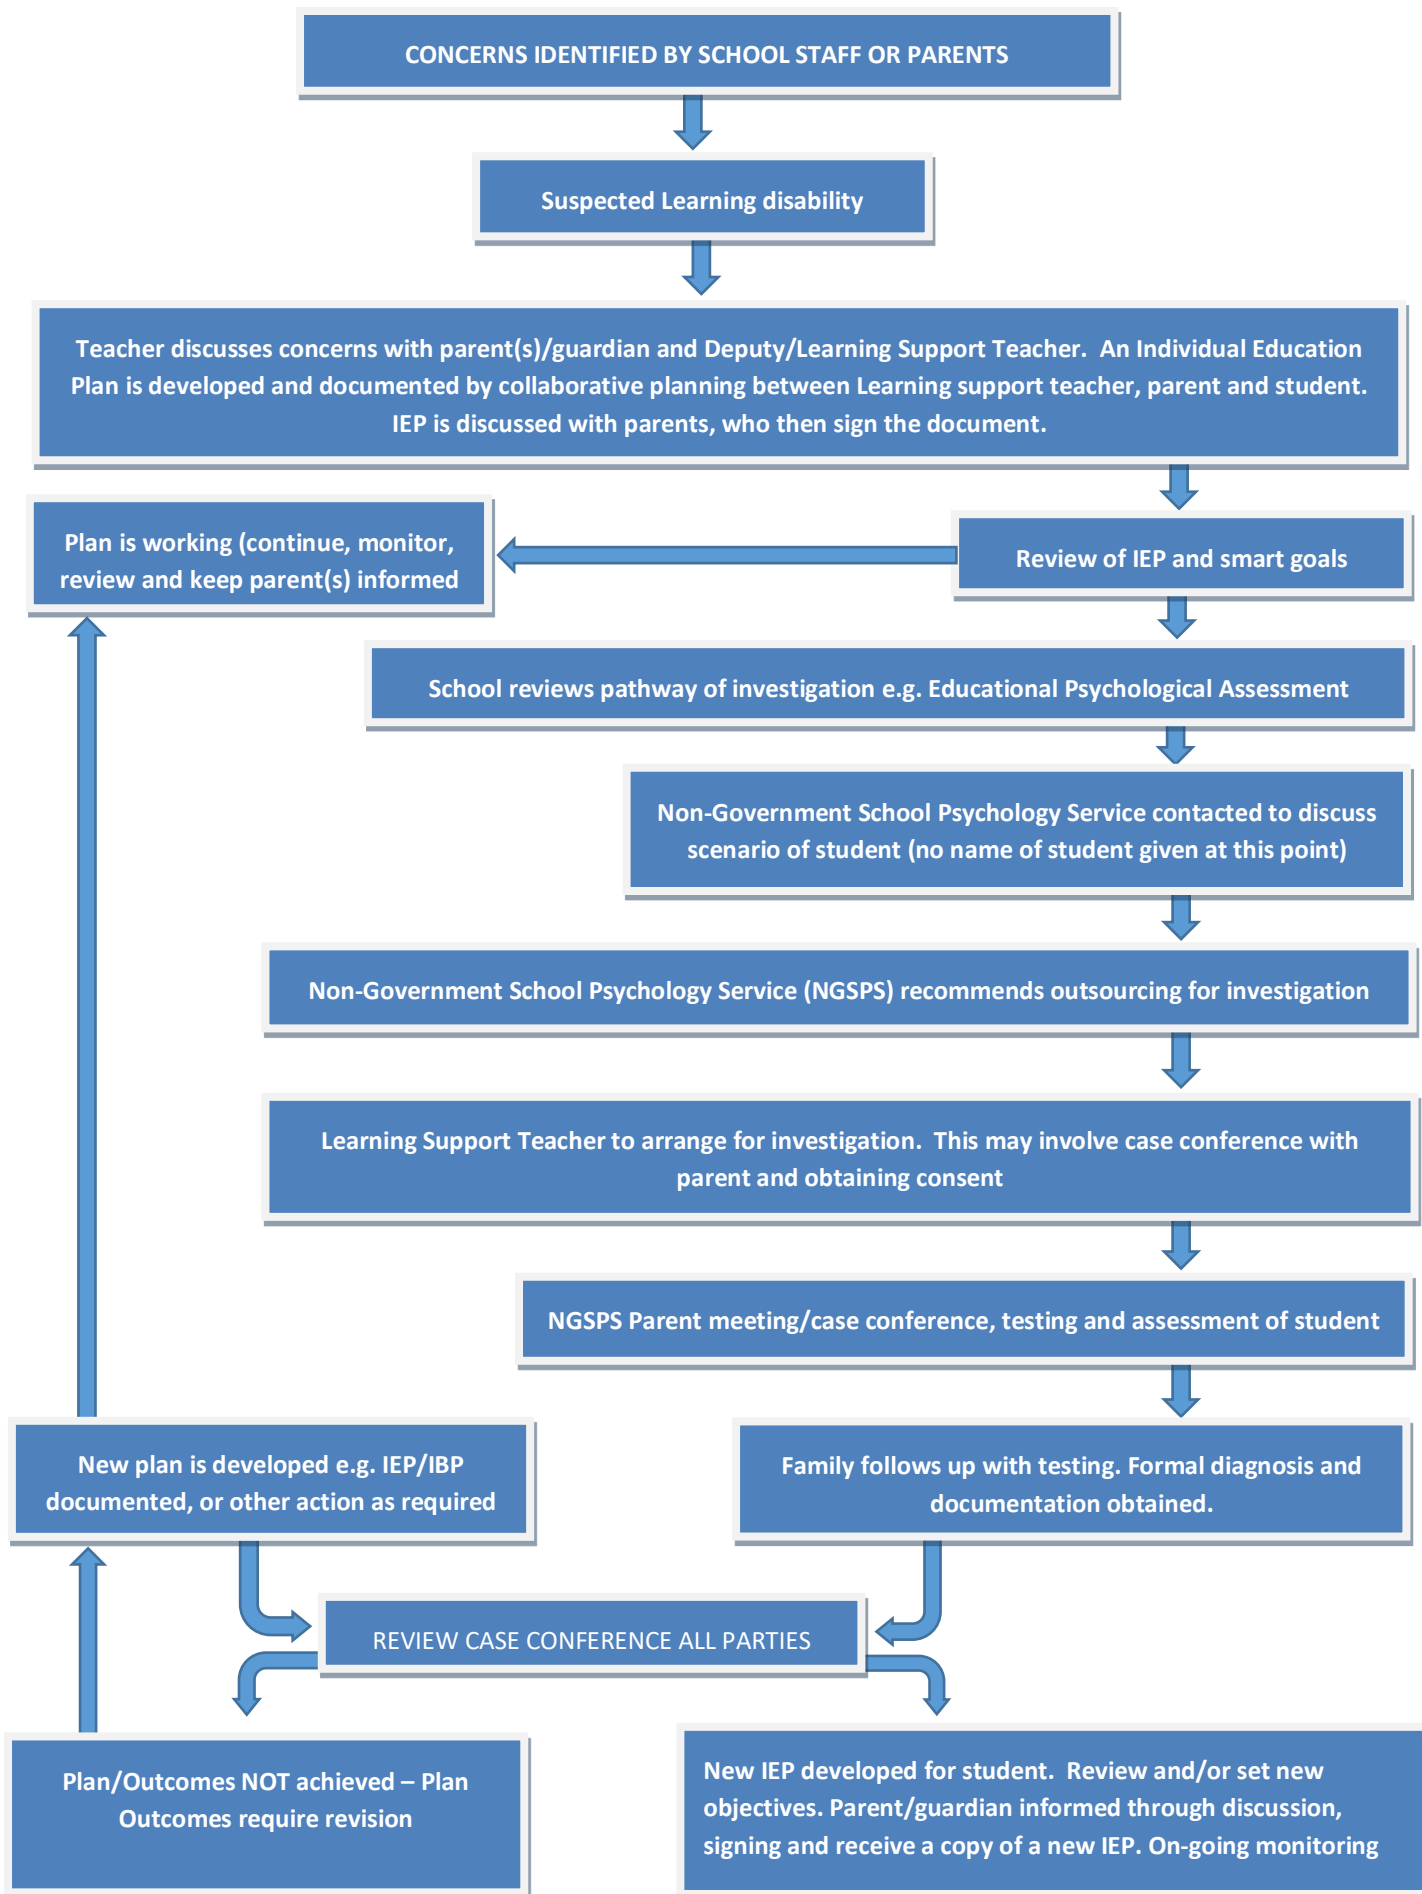 CONCERNS IDENTIFIED BY SCHOOL STAFF OR PARENTS
Suspected Learning disability
Teacher discusses concerns with parent(s)/guardian and Deputy/Learning Support Teacher.  An Individual Education
Plan is developed and documented by collaborative planning between Learning support teacher, parent and student.
IEP is discussed with parents, who then sign the document.
Plan is working (continue, monitor,
review and keep parent(s) informed
Review of IEP and smart goals
School reviews pathway of investigation e.g. Educational Psychological Assessment
Non-Government School Psychology Service contacted to discuss
scenario of student (no name of student given at this point)
Non-Government School Psychology Service (NGSPS) recommends outsourcing for investigation
Learning Support Teacher to arrange for investigation.  This may involve case conference with
parent and obtaining consent
NGSPS Parent meeting/case conference, testing and assessment of student
New plan is developed e.g. IEP/IBP
documented, or other action as required
Family follows up with testing. Formal diagnosis and
documentation obtained.
REVIEW CASE CONFERENCE ALL PARTIES
Plan/Outcomes NOT achieved – Plan
Outcomes require revision
New IEP developed for student.  Review and/or set new
objectives. Parent/guardian informed through discussion,
signing and receive a copy of a new IEP. On-going monitoring